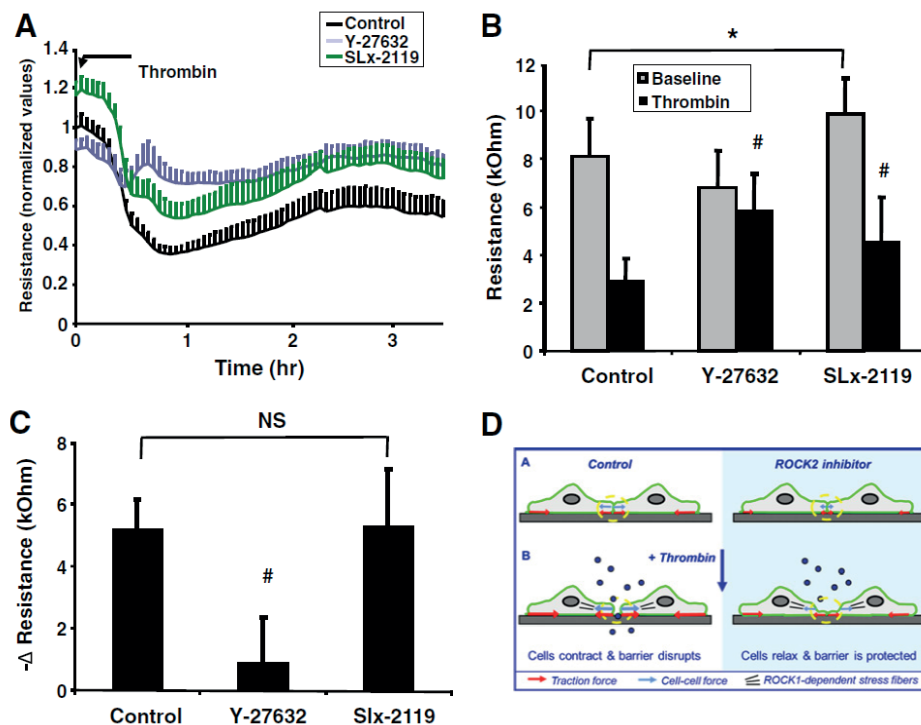 A
Control
Y-27632
SLx-2119
Thrombin
Resistance (normalized values)
1.4
1.2
1
0.8
0.6
0.4
0.2
0
0 1 2 3
Time (hr)
B
*
Baseline
Thrombin
Resistance (kOhm)
12
10
8
6
4
2
0
#
#
Control Y-27632 SLx-2119
C
NS
-Δ Resistance (kOhm)
8
6
4
2
0
#
Control Y-27632 Slx-2119
D
A Control ROCK2 inhibitor
B + Thrombin
Cells contract & barrier disrupts Cells relax & barrier is protected
Traction force Cell-cell force ROCK1-dependent stress fibers